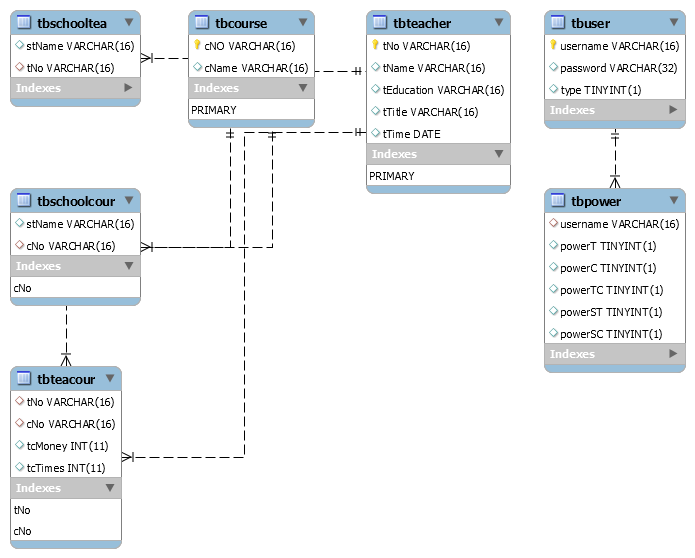 tbschooltea
stName VARCHAR(16)
tNo VARCHAR(16)
Indexes
tbcourse
cNO VARCHAR(16)
cName VARCHAR(16)
Indexes
PRIMARY
tbteacher
tNo VARCHAR(16)
tName VARCHAR(16)
tEducation VARCHAR(16)
tTitle VARCHAR(16)
tTime DATE
Indexes
PRIMARY
tbuser
username VARCHAR(16)
password VARCHAR(32)
type TINYINT(1)
Indexes
tbschoolcour
stName VARCHAR(16)
cNo VARCHAR(16)
Indexes
cNo
tbpower
username VARCHAR(16)
powerT TINYINT(1)
powerC TINYINT(1)
powerTC TINYINT(1)
powerST TINYINT(1)
powerSC TINYINT(1)
Indexes
tbteacour
tNo VARCHAR(16)
cNo VARCHAR(16)
tcMoney INT(11)
tcTimes INT(11)
Indexes
tNo
cNo